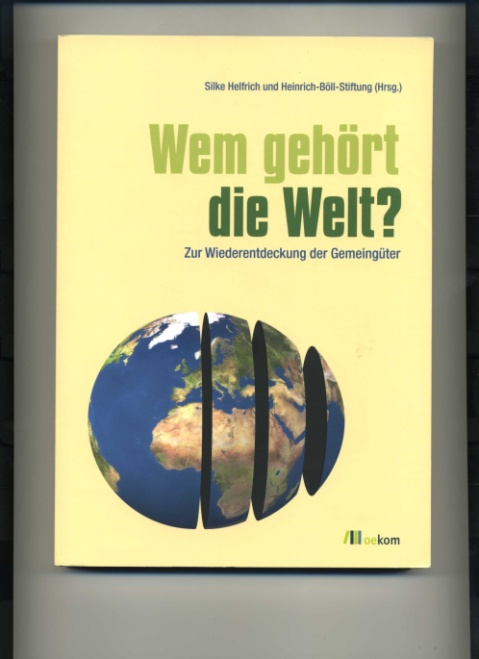 Silke Helfrich und Heinrich-Böll-Stiftung (Hrsg.)
Wem gehört
die Welt?
Zur Wiederentdeckung der Gemeingüter
oekom